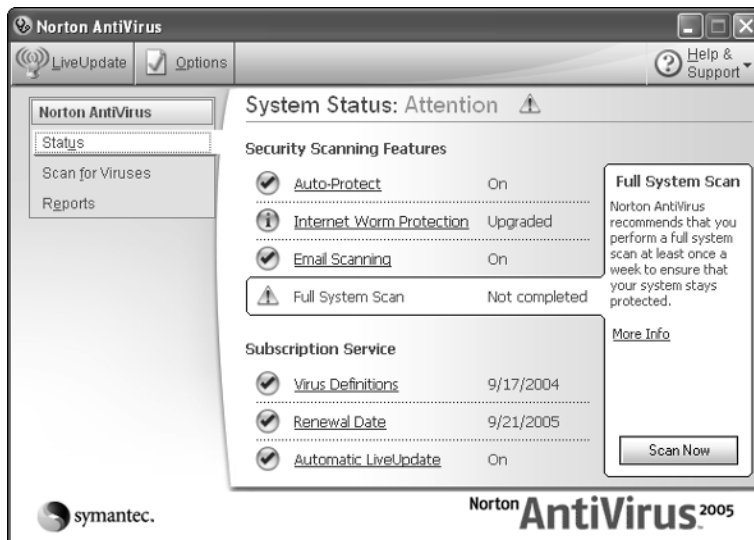 Norton AntiVirus
LiveUpdate
Options
Help &
Support
Norton AntiVirus
Status
Scan for Viruses
Reports
System Status: Attention
Security Scanning Features
Auto-Protect On
Internet Worm Protection Upgraded
Email Scanning On
Full System Scan Not completed
Subscription Service
Virus Definitions 9/17/2004
Renewal Date 9/21/2005
Automatic LiveUpdate On
Full System Scan
Norton AntiVirus
recommends that you
perform a full system
scan at least once a
week to ensure that
your system stays
protected.
More Info
Scan Now
symantec.
Norton AntiVirus 2005